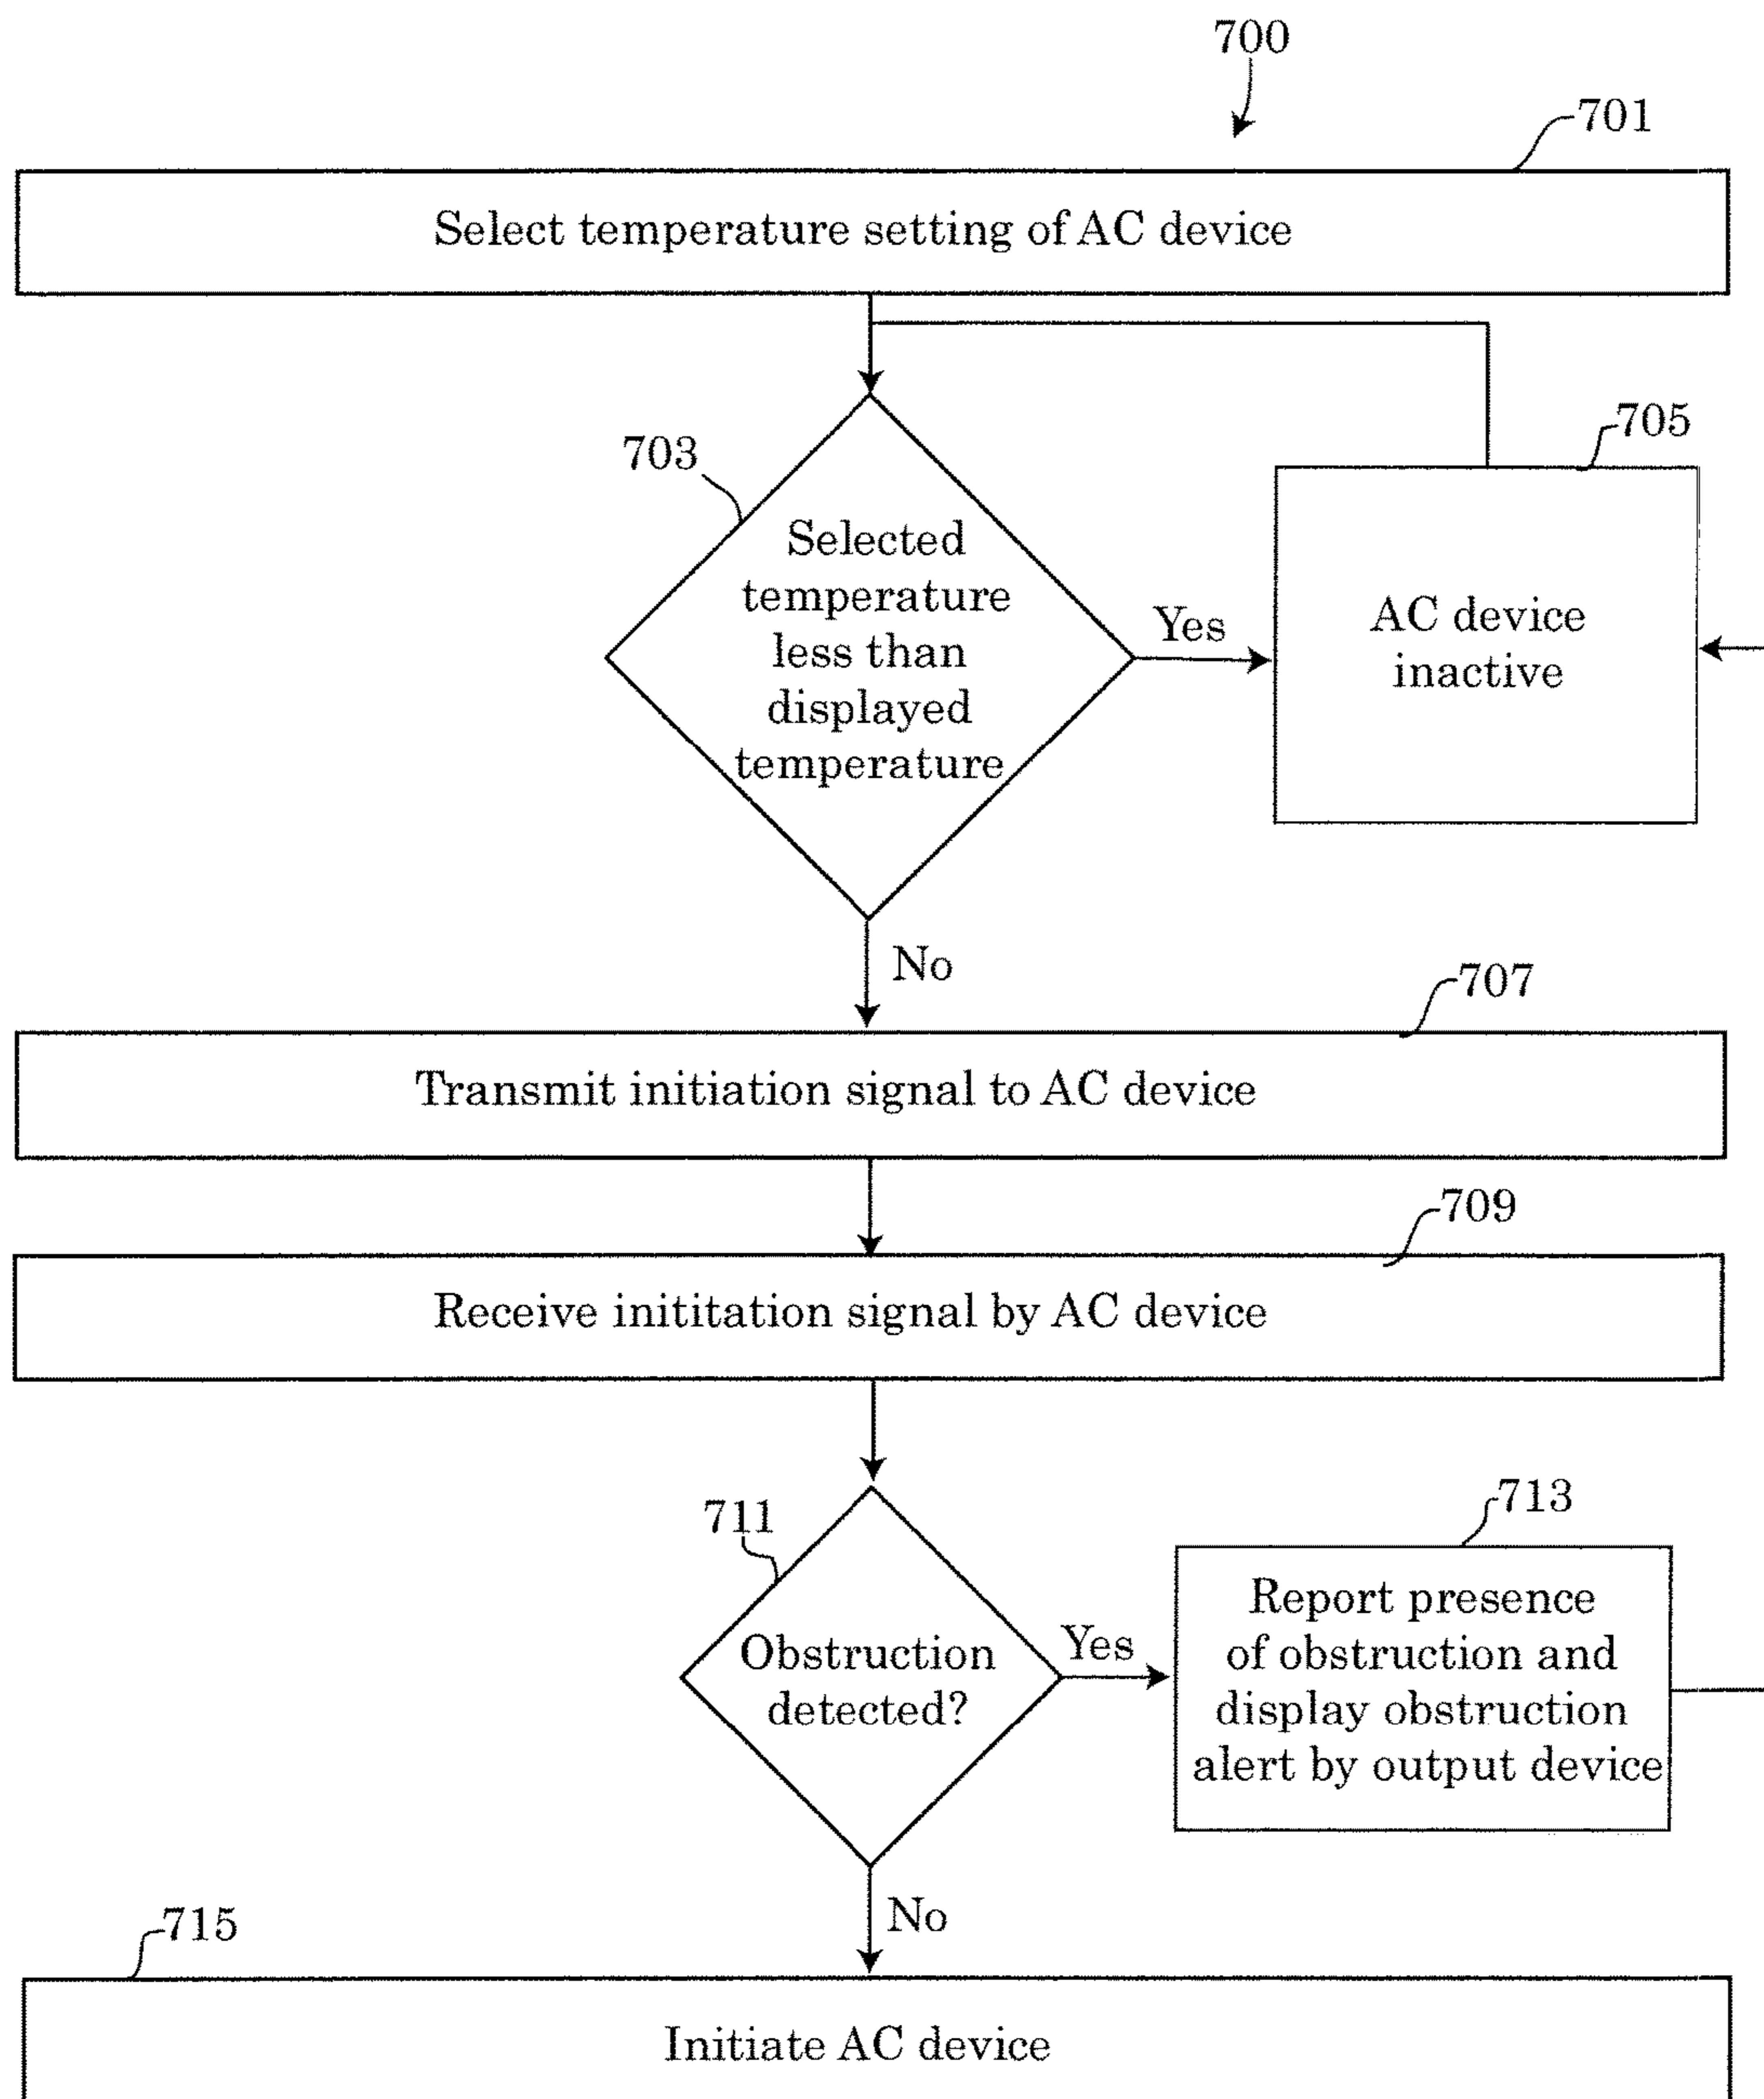 700
701
Select temperature setting of AC device
703
705
Selected
temperature
less than
displayed
temperature
Yes
AC device
inactive
No
707
Transmit initiation signal to AC device
709
Receive inititation signal by AC device
711
713
Obstruction
detected?
Yes
Report presence
of obstruction and
display obstruction
alert by output device
No
715
Initiate AC device